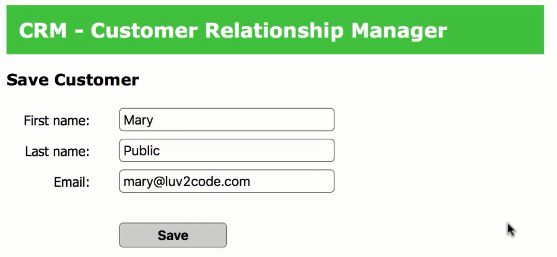 CRM - Customer Relationship Manager
Save Customer
First name: Mary
Last name: Public
Email: mary@luv2code.com
Save